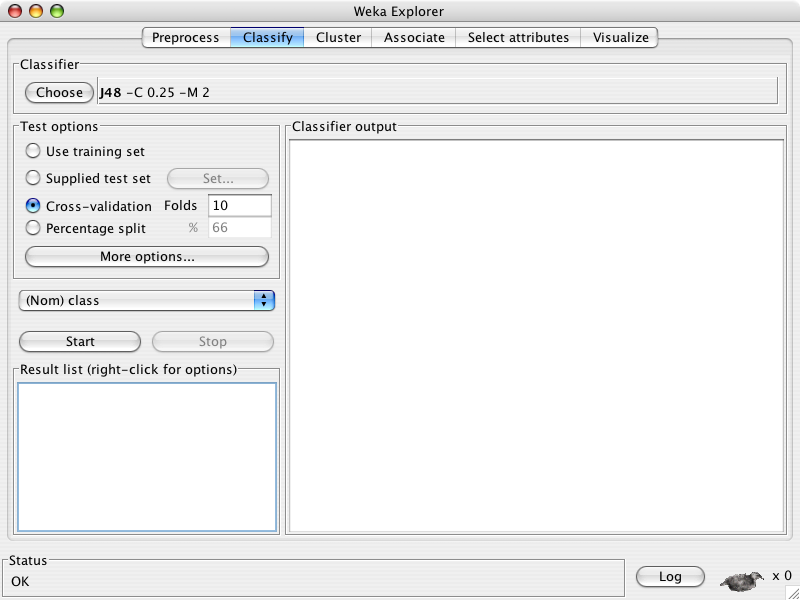 Weka Explorer
Preprocess Classify Cluster Associate Select attributes Visualize
Classifier
Choose J48 -C 0.25 -M 2
Test options
Use training set
Supplied test set Set...
Cross-validation Folds 10
Percentage split % 66
More options...
(Nom) class
Start Stop
Result list (right-click for options)
Classifier output
Status
OK
Log x 0